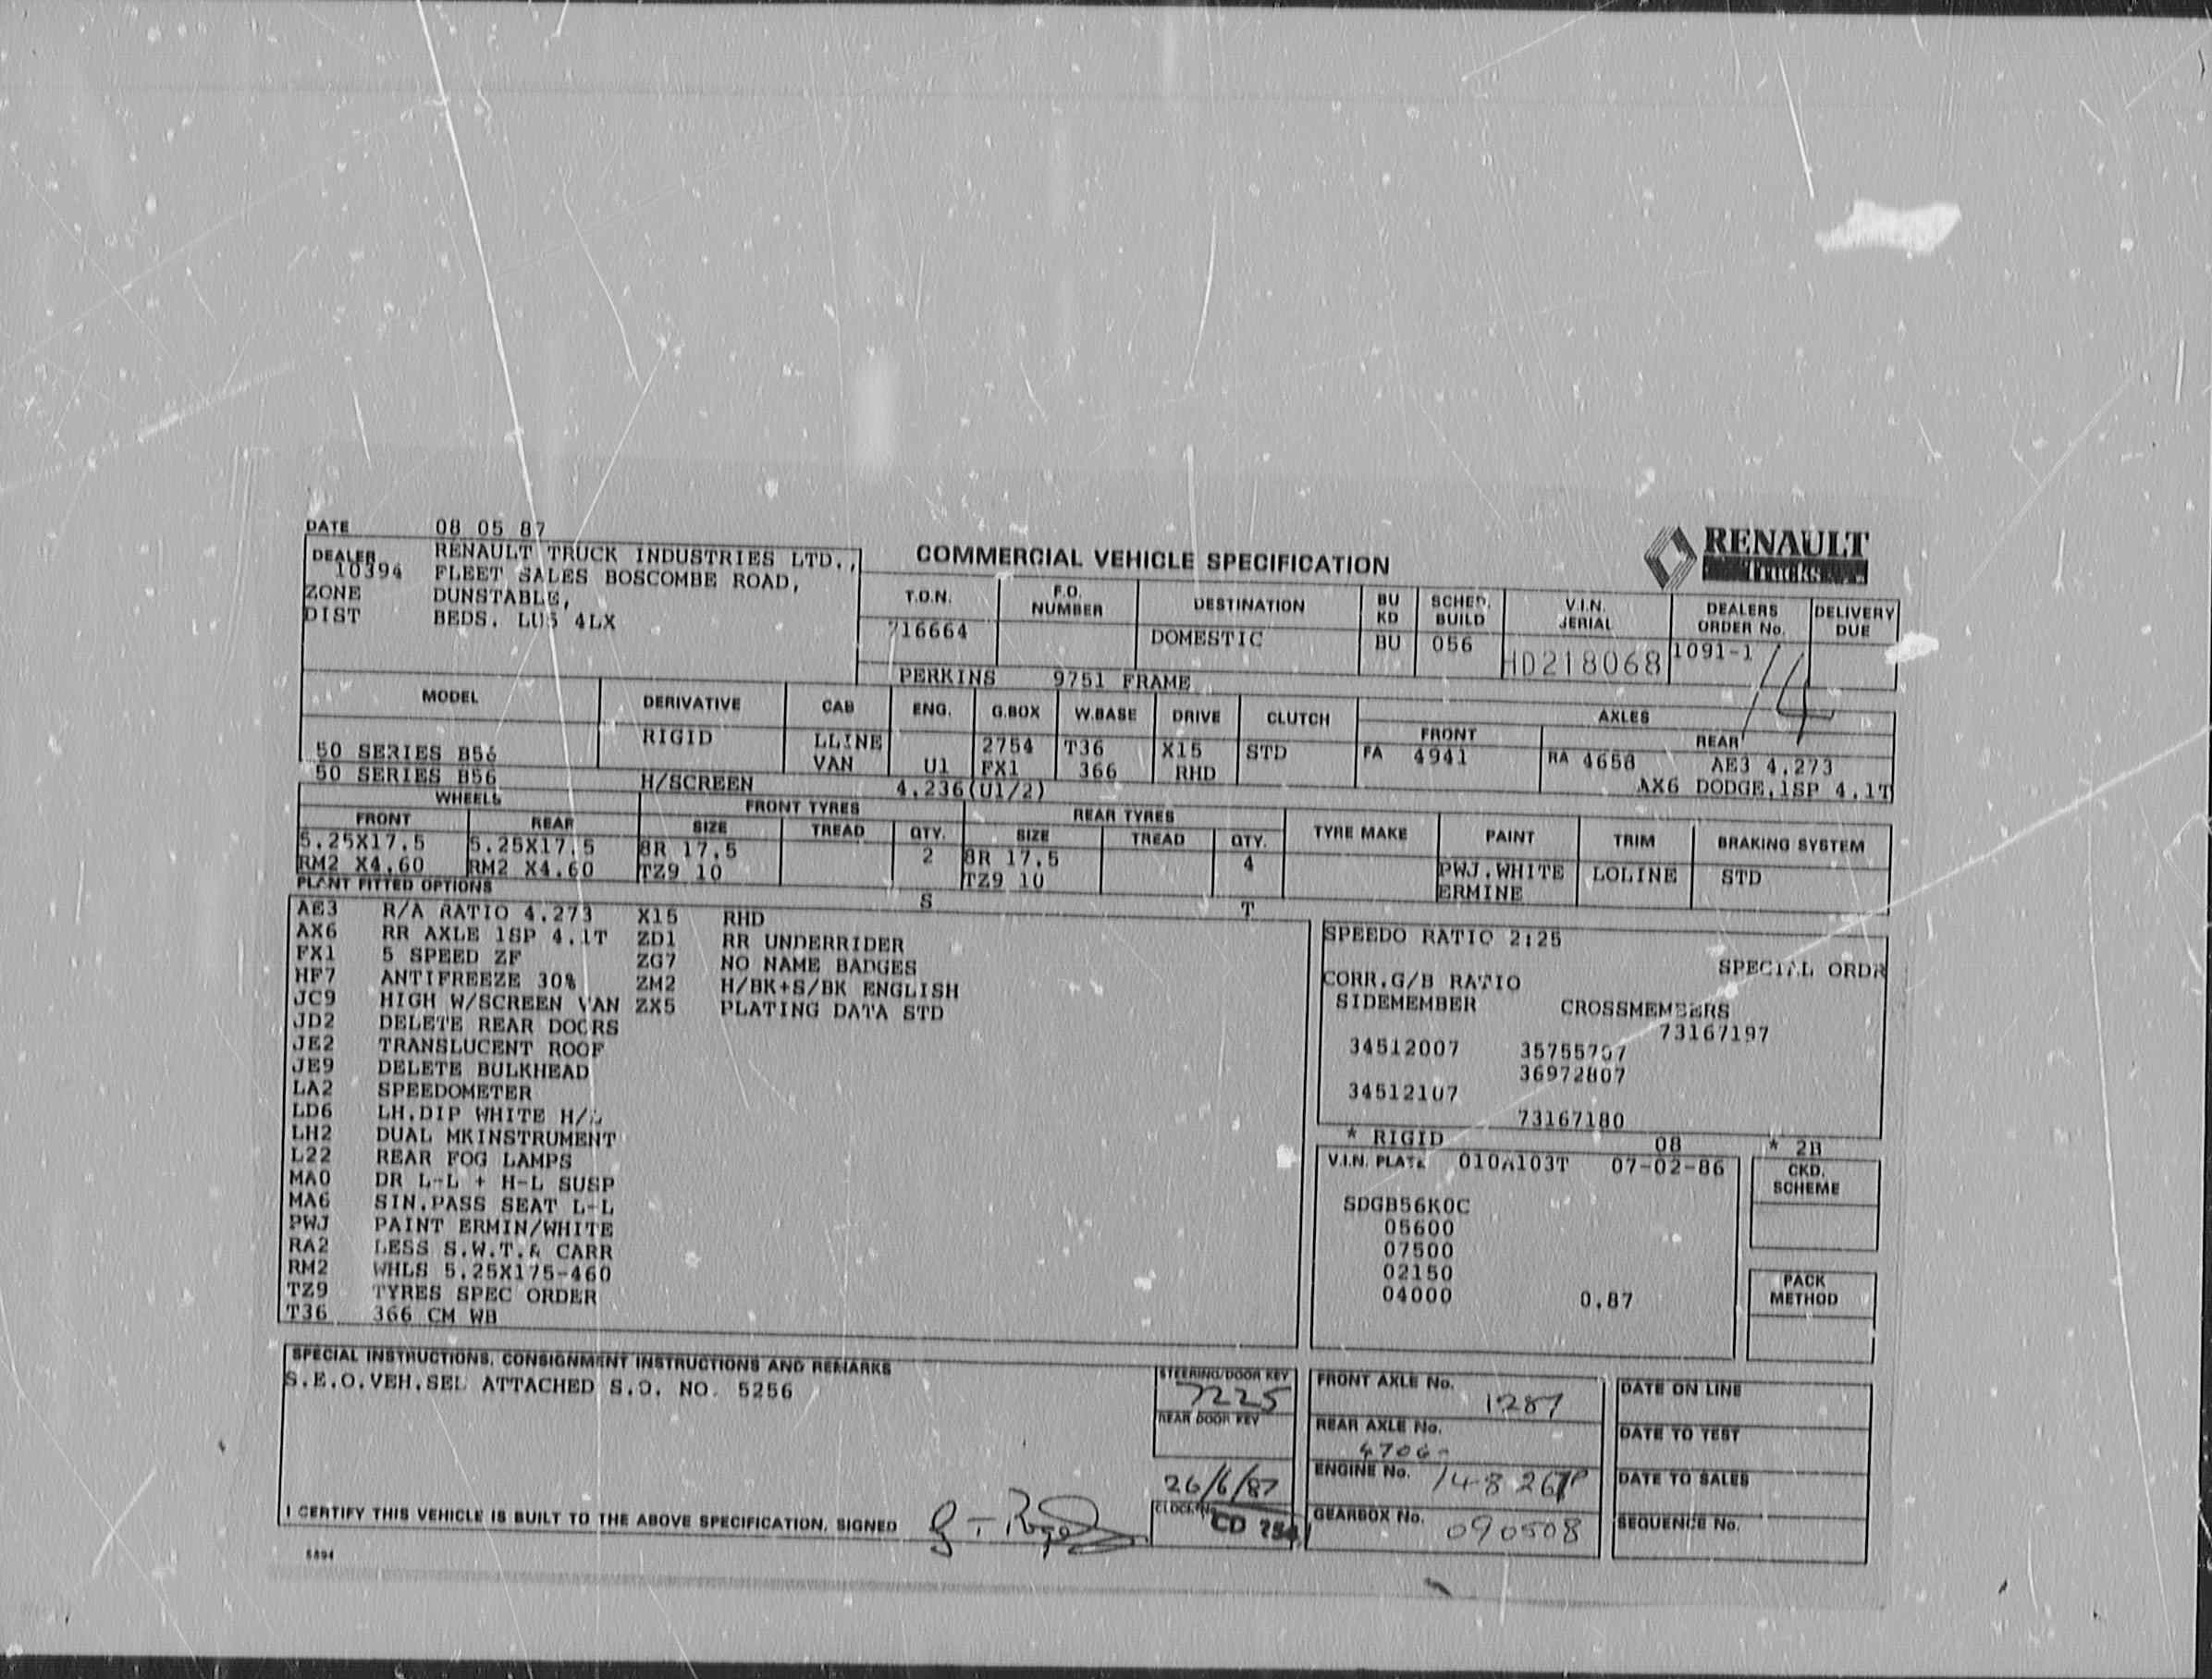 DATE 08 05 87
DEALER 10394 RENAULT TRUCK INDUSTRIES LTD.,
FLEET SALES BOSCOMBE ROAD,
ZONE DUNSTABLE,
DIST BEDS. LU5 4LX
COMMERCIAL VEHICLE SPECIFICATION
RENAULT
TRUCKS
T.O.N. F.O. NUMBER DESTINATION BU KD SCHED. BUILD V.I.N. SERIAL DEALERS ORDER No. DELIVERY DUE
716664 DOMESTIC BU 056 HD218068 1091-1 14
PERKINS 9751 FRAME
MODEL DERIVATIVE CAB ENG. G.BOX W.BASE DRIVE CLUTCH AXLES
FRONT REAR
50 SERIES B56 RIGID LLINE 2754 T36 X15 STD FA 4941 RA 4658 AE3 4.273
VAN U1 FX1 366 RHD
50 SERIES B56 H/SCREEN 4.236(U1/2) AX6 DODGE,1SP 4.1T
WHEELS FRONT TYRES REAR TYRES
FRONT REAR SIZE TREAD QTY. SIZE TREAD QTY. TYRE MAKE PAINT TRIM BRAKING SYSTEM
5.25X17.5 5.25X17.5 8R 17.5 2 8R 17.5 4 PWJ.WHITE LOLINE STD
RM2 X4.60 RM2 X4.60 TZ9 10 TZ9 10 ERMINE
PLANT FITTED OPTIONS S T
AE3 R/A RATIO 4.273 X15 RHD
AX6 RR AXLE 1SP 4.1T ZD1 RR UNDERRIDER
FX1 5 SPEED ZF ZG7 NO NAME BADGES
HF7 ANTIFREEZE 30% ZM2 H/BK+S/BK ENGLISH
JC9 HIGH W/SCREEN VAN ZX5 PLATING DATA STD
JD2 DELETE REAR DOORS
JE2 TRANSLUCENT ROOF
JE9 DELETE BULKHEAD
LA2 SPEEDOMETER
LD6 LH.DIP WHITE
LH2 DUAL MKINSTRUMENT
L22 REAR FOG LAMPS
MA0 DR L-L + H-L SUSP
MA6 SIN.PASS SEAT L-L
PWJ PAINT ERMIN/WHITE
RA2 LESS S.W.T.& CARR
RM2 WHLS 5.25X175-460
TZ9 TYRES SPEC ORDER
T36 366 CM WB
SPEEDO RATIO 2:25
SPECIAL ORDR
CORR.G/B RATIO
SIDEMEMBER CROSSMEMBERS
73167197
34512007 35755707
36972807
34512107
73167180
* RIGID 08 * 2B
V.I.N. PLATE 010A103T 07-02-86
SDGB56K0C
05600
07500
02150
04000 0.87
CKD. SCHEME
PACK METHOD
SPECIAL INSTRUCTIONS, CONSIGNMENT INSTRUCTIONS AND REMARKS
S.E.O.VEH.SEL ATTACHED S.O. NO. 5256
STEERING/DOOR KEY 7225
REAR DOOR KEY
26/6/87
CLOCK No. CD
FRONT AXLE No. 1287
REAR AXLE No.
ENGINE No.
GEARBOX No. 090508
DATE ON LINE
DATE TO TEST
DATE TO SALES
SEQUENCE No.
I CERTIFY THIS VEHICLE IS BUILT TO THE ABOVE SPECIFICATION, SIGNED
5894